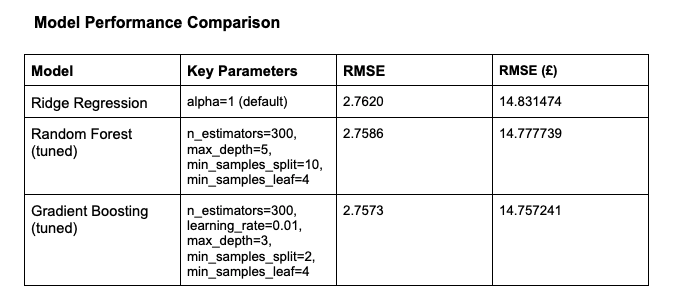 Model Performance Comparison
Model Key Parameters RMSE RMSE (£)
Ridge Regression alpha=1 (default) 2.7620 14.831474
Random Forest n_estimators=300, 2.7586 14.777739
(tuned) max_depth=5,
min_samples_split=10,
min_samples_leaf=4
Gradient Boosting n_estimators=300, 2.7573 14.757241
(tuned) learning_rate=0.01,
max_depth=3,
min_samples_split=2,
min_samples_leaf=4